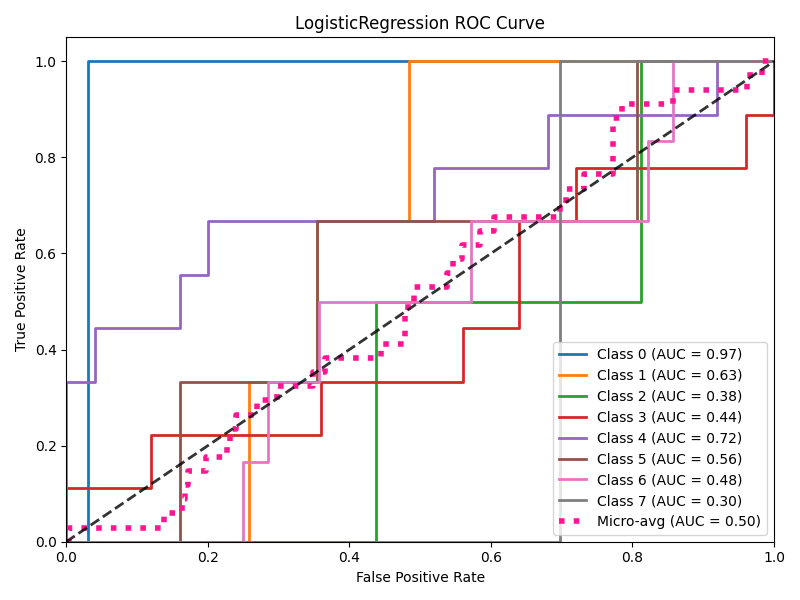 LogisticRegression ROC Curve
True Positive Rate
1.0
0.8
0.6
0.4
0.2
0.0
0.0
0.2
0.4
0.6
0.8
1.0
False Positive Rate
Class 0 (AUC = 0.97)
Class 1 (AUC = 0.63)
Class 2 (AUC = 0.38)
Class 3 (AUC = 0.44)
Class 4 (AUC = 0.72)
Class 5 (AUC = 0.56)
Class 6 (AUC = 0.48)
Class 7 (AUC = 0.30)
Micro-avg (AUC = 0.50)